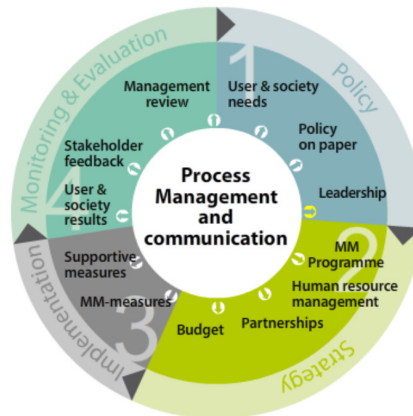 Process
Management
and
communication
1
Policy
User & society
needs
Policy
on paper
Leadership
2
Strategy
MM
Programme
Human resource
management
Partnerships
Budget
3
Implementation
MM-measures
Supportive
measures
4
Monitoring & Evaluation
User &
society
results
Stakeholder
feedback
Management
review